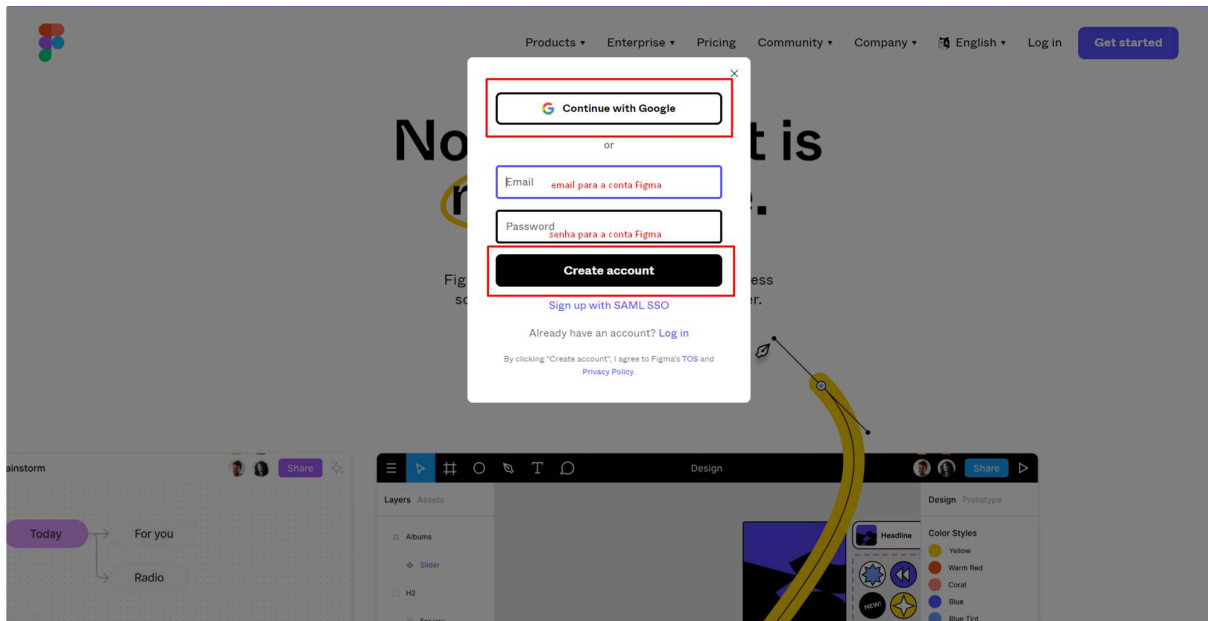 Products Enterprise Pricing Community Company English Log in Get started
Continue with Google
or
No t is
Email email para a conta Figma
Password
senha para a conta Figma
Create account
Fig ess
Sign up with SAML SSO
Already have an account? Log in
By clicking "Create account", I agree to Figma's TOS and
Privacy Policy.
ainstorm Share
Today For you
Radio
Design Share
Layers Assets Design Prototype
Albums
Slider
H2
Headline
NEW!
Color Styles
Yellow
Warm Red
Coral
Blue
Blue Tint